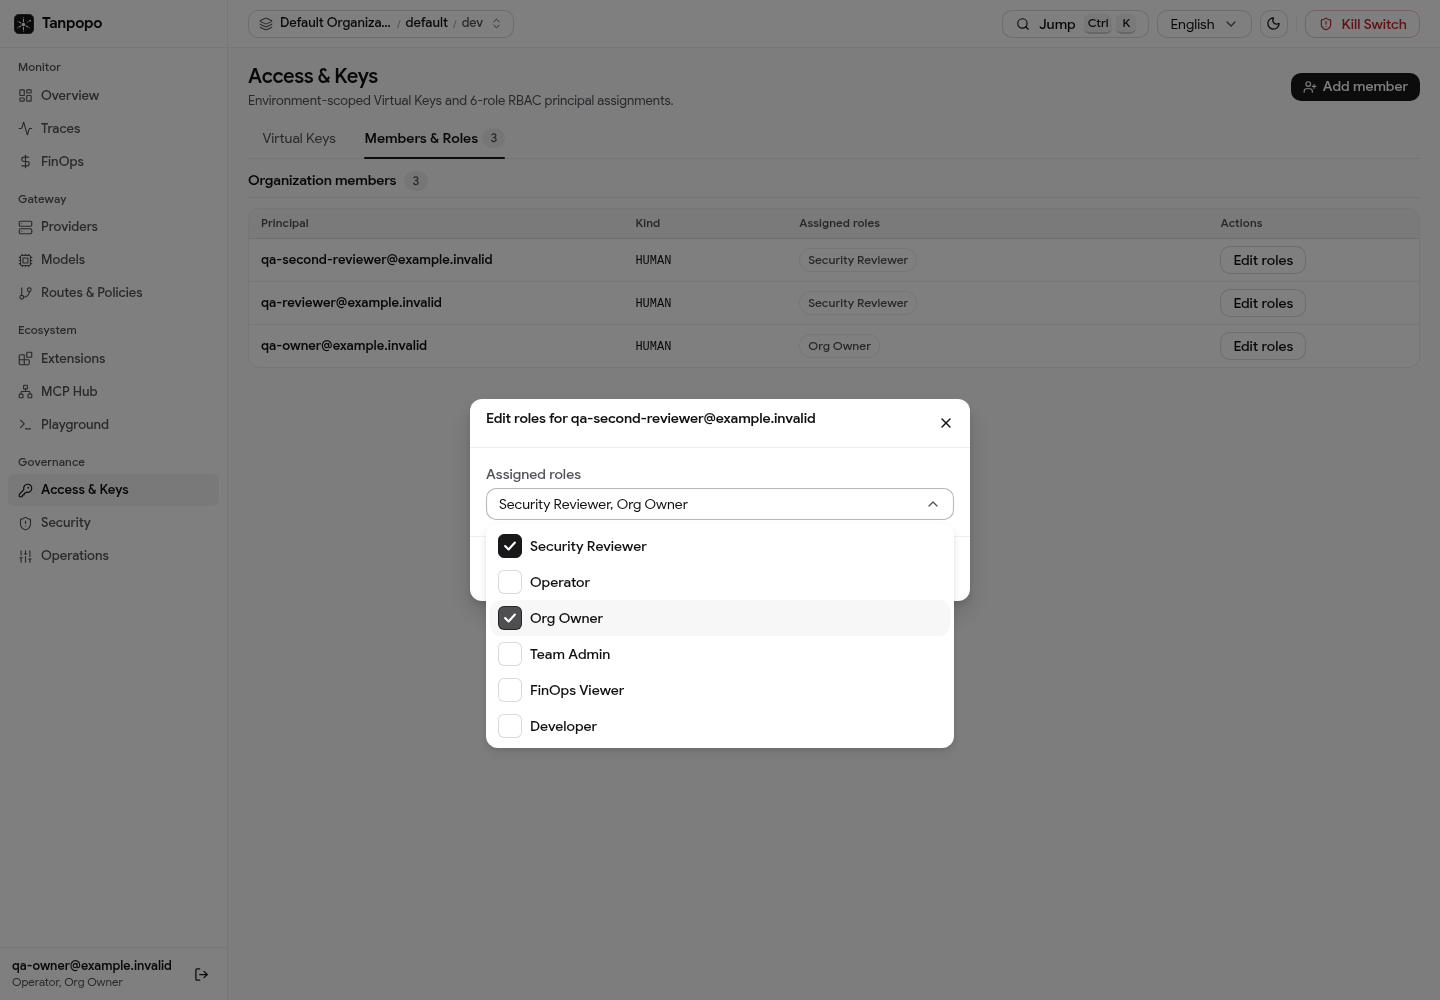 Tanpopo
Default Organiza... / default / dev
Jump Ctrl K
English
Kill Switch
Monitor
Overview
Traces
FinOps
Gateway
Providers
Models
Routes & Policies
Ecosystem
Extensions
MCP Hub
Playground
Governance
Access & Keys
Security
Operations
qa-owner@example.invalid
Operator, Org Owner
Access & Keys
Environment-scoped Virtual Keys and 6-role RBAC principal assignments.
Add member
Virtual Keys
Members & Roles 3
Organization members 3
Principal Kind Assigned roles Actions
qa-second-reviewer@example.invalid HUMAN Security Reviewer Edit roles
qa-reviewer@example.invalid HUMAN Security Reviewer Edit roles
qa-owner@example.invalid HUMAN Org Owner Edit roles
Edit roles for qa-second-reviewer@example.invalid
Assigned roles
Security Reviewer, Org Owner
Security Reviewer
Operator
Org Owner
Team Admin
FinOps Viewer
Developer